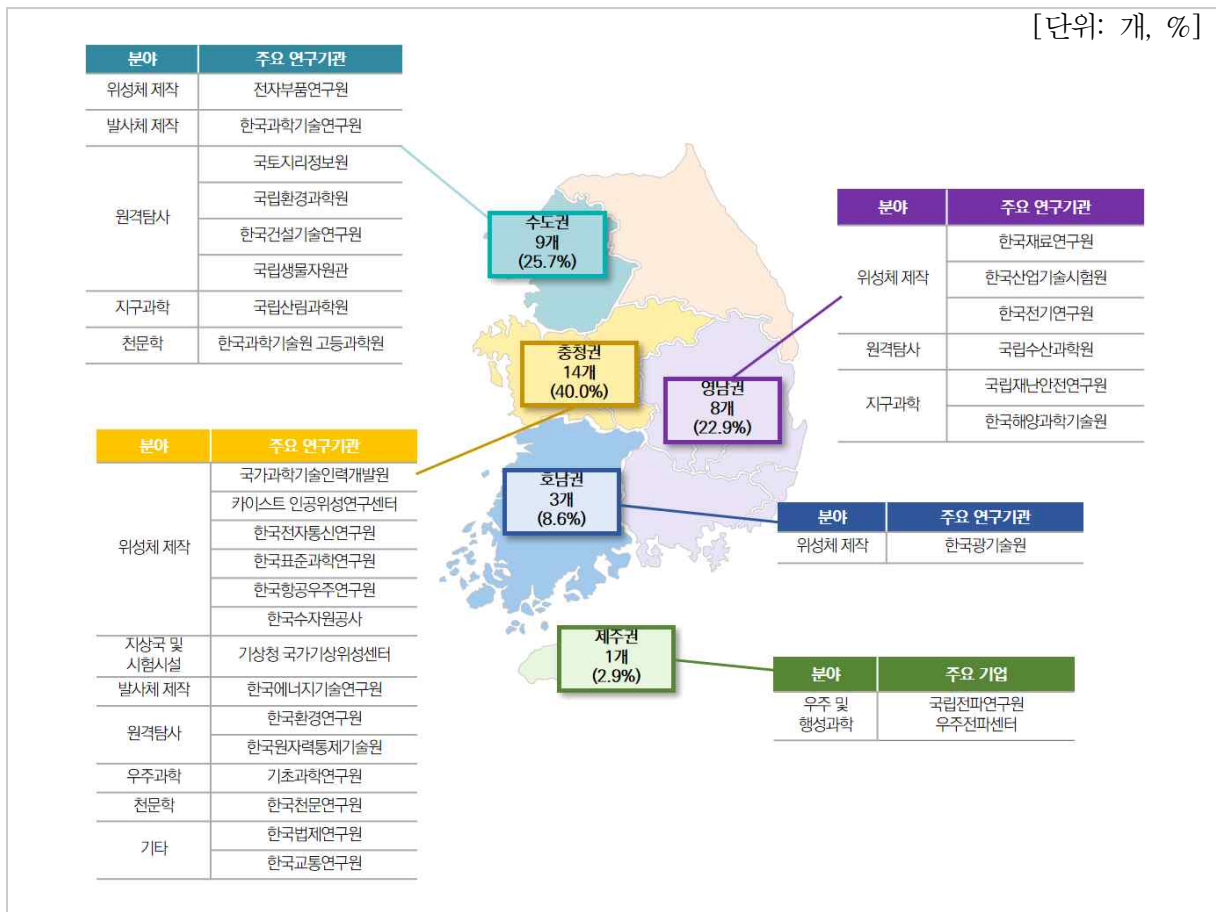 [단위: 개, %]
분야 주요 연구기관
위성체 제작 전자부품연구원
발사체 제작 한국과학기술연구원
원격탐사 국토지리정보원
국립환경과학원
한국건설기술연구원
국립생물자원관
지구과학 국립산림과학원
천문학 한국과학기술원 고등과학원
수도권
9개
(25.7%)
분야 주요 연구기관
위성체 제작 한국재료연구원
한국산업기술시험원
한국전기연구원
원격탐사 국립수산과학원
지구과학 국립재난안전연구원
한국해양과학기술원
충청권
14개
(40.0%)
영남권
8개
(22.9%)
분야 주요 연구기관
위성체 제작 국가과학기술인력개발원
카이스트 인공위성연구센터
한국전자통신연구원
한국표준과학연구원
한국항공우주연구원
한국수자원공사
지상국 및
시험시설 기상청 국가기상위성센터
발사체 제작 한국에너지기술연구원
원격탐사 한국환경연구원
한국원자력통제기술원
우주과학 기초과학연구원
천문학 한국천문연구원
기타 한국법제연구원
한국교통연구원
호남권
3개
(8.6%)
분야 주요 연구기관
위성체 제작 한국광기술원
제주권
1개
(2.9%)
분야 주요 기업
우주 및 국립전파연구원
행성과학 우주전파센터